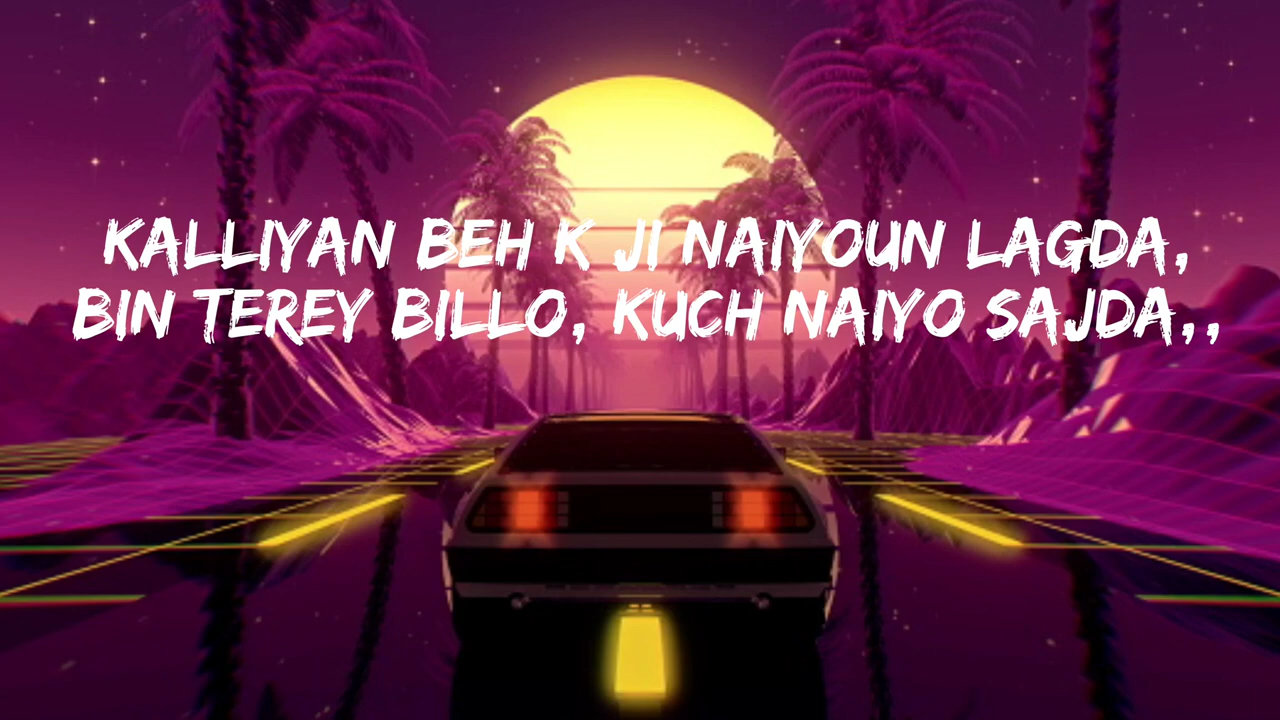 KALLIYAN BEH K JI NAIYOUN LAGDA,
BIN TEREY BILLO, KUCH NAIYO SAJDA,,